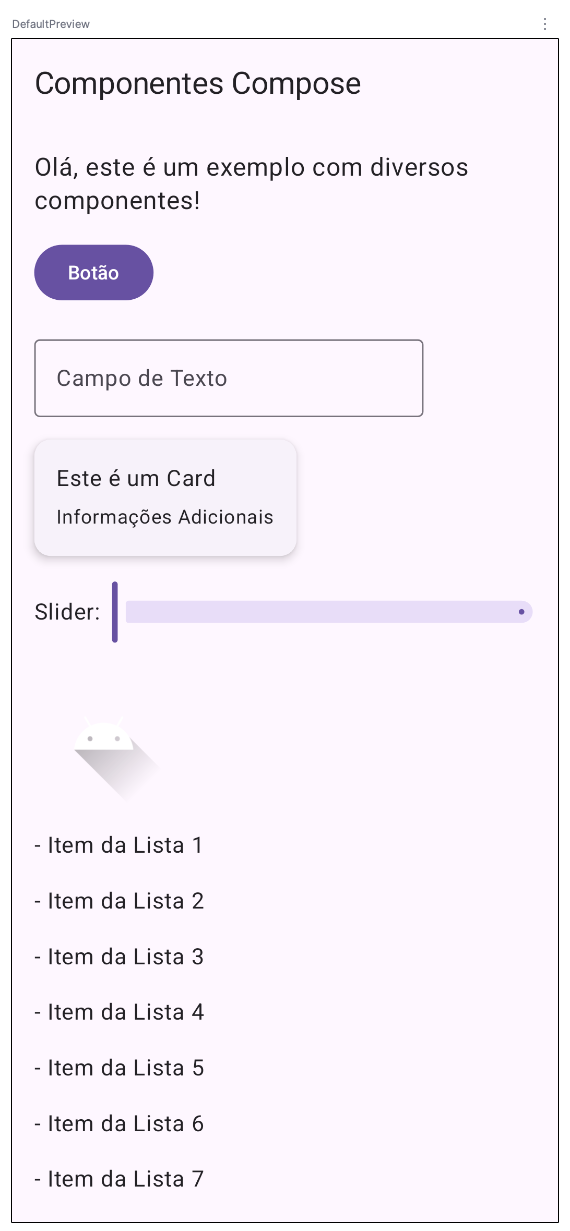 DefaultPreview
Componentes Compose
Olá, este é um exemplo com diversos
componentes!
Botão
Campo de Texto
Este é um Card
Informações Adicionais
Slider:
- Item da Lista 1
- Item da Lista 2
- Item da Lista 3
- Item da Lista 4
- Item da Lista 5
- Item da Lista 6
- Item da Lista 7